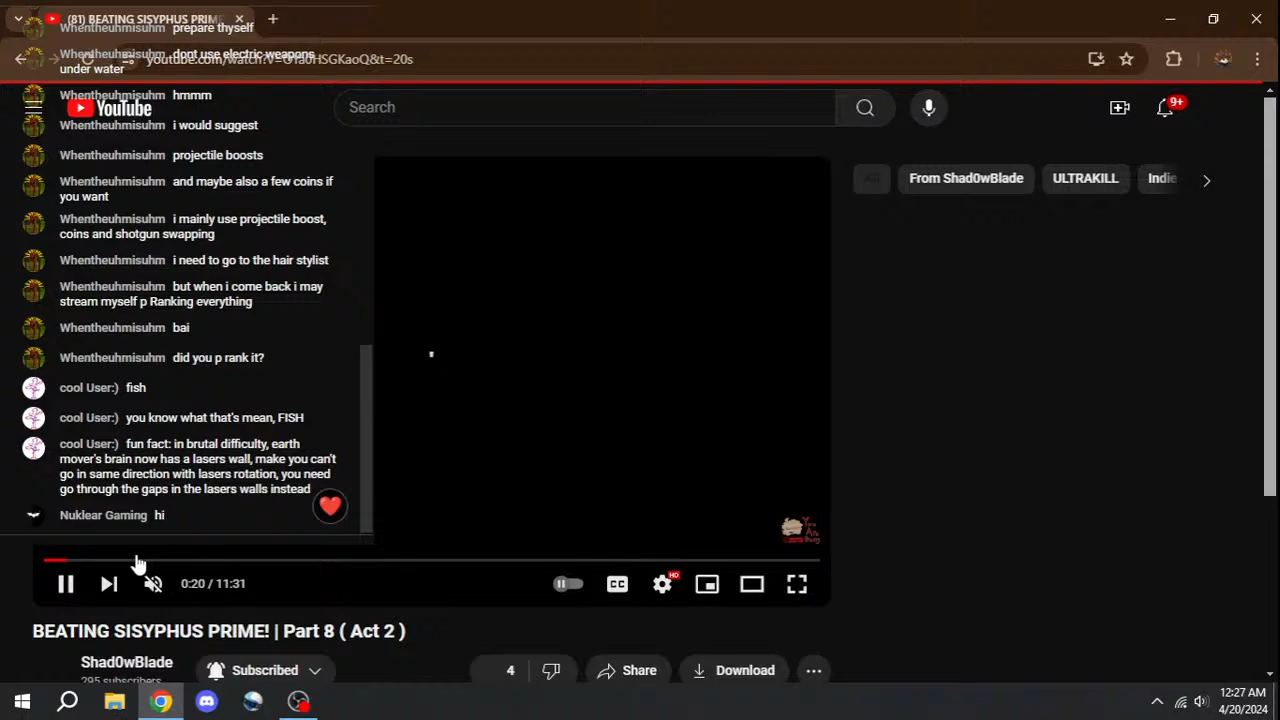 (81) BEATING SISYPHUS PRIME
Whentheuhmisuhm prepare thyself
Whentheuhmisuhm dont use electric weapons
under water
Whentheuhmisuhm hmmm
YouTube
Search
9+
Whentheuhmisuhm i would suggest
Whentheuhmisuhm projectile boosts
Whentheuhmisuhm and maybe also a few coins if
you want
Whentheuhmisuhm i mainly use projectile boost,
coins and shotgun swapping
Whentheuhmisuhm i need to go to the hair stylist
Whentheuhmisuhm but when i come back i may
stream myself p Ranking everything
Whentheuhmisuhm bai
Whentheuhmisuhm did you p rank it?
cool User:) fish
cool User:) you know what that's mean, FISH
cool User:) fun fact: in brutal difficulty, earth
mover's brain now has a lasers wall, make you can't
go in same direction with lasers rotation, you need
go through the gaps in the lasers walls instead
Nuklear Gaming hi
All
From Shad0wBlade
ULTRAKILL
Indie
0:20 / 11:31
CC
HD
BEATING SISYPHUS PRIME! | Part 8 ( Act 2 )
Shad0wBlade
295 subscribers
Subscribed
4
Share
Download
12:27 AM
4/20/2024